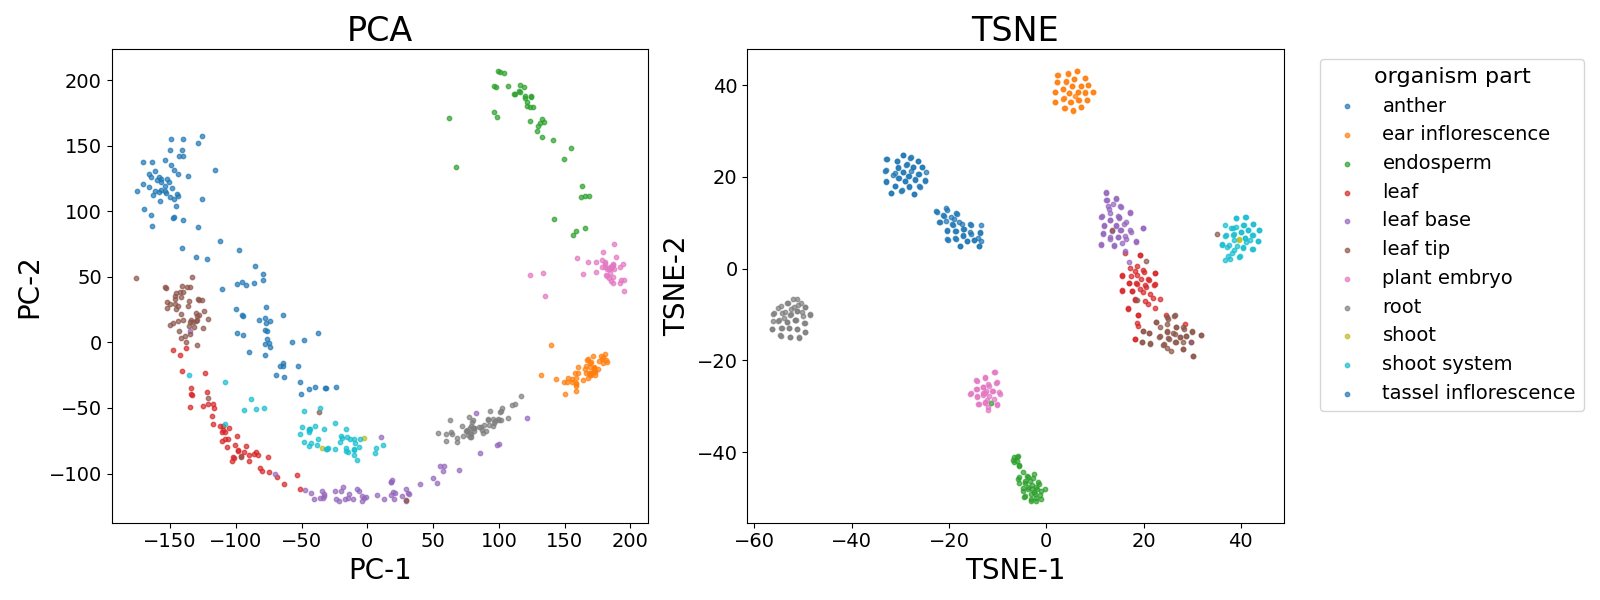 PCA
TSNE
PC-2
200
150
100
50
0
−50
−100
−150
−100
−50
0
50
100
150
200
PC-1
TSNE-2
40
20
0
−20
−40
−60
−40
−20
0
20
40
TSNE-1
organism part
anther
ear inflorescence
endosperm
leaf
leaf base
leaf tip
plant embryo
root
shoot
shoot system
tassel inflorescence